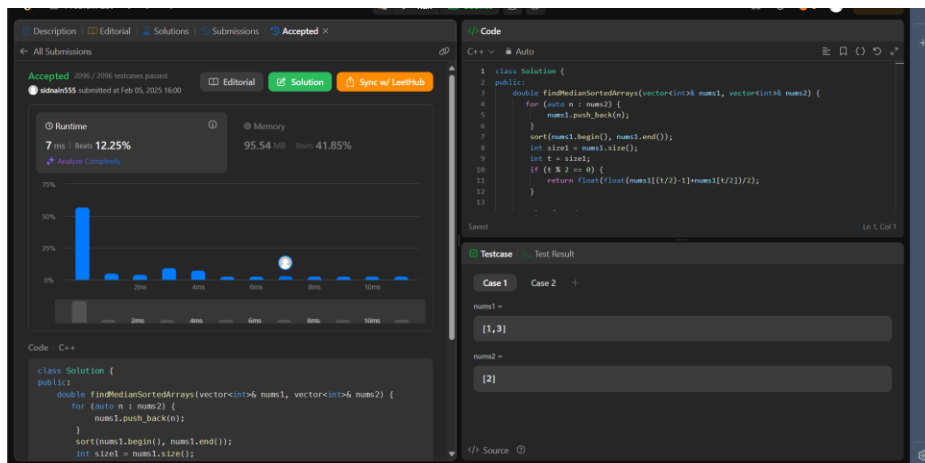 Description | Editorial | Solutions | Submissions | Accepted ×
← All Submissions
Accepted 2096 / 2096 testcases passed
sidnain555 submitted at Feb 05, 2025 16:00
Editorial
Solution
Sync w/ LeetHub
Runtime
7 ms | Beats 12.25%
Analyze Complexity
Memory
95.54 MB Beats 41.85%
75%
50%
25%
0%
2ms 4ms 6ms 8ms 10ms
2ms 4ms 6ms 8ms 10ms
Code | C++
class Solution {
public:
    double findMedianSortedArrays(vector<int>& nums1, vector<int>& nums2) {
        for (auto n : nums2) {
            nums1.push_back(n);
        }
        sort(nums1.begin(), nums1.end());
        int size1 = nums1.size();
</> Code
C++ Auto
1 class Solution {
2 public:
3     double findMedianSortedArrays(vector<int>& nums1, vector<int>& nums2) {
4         for (auto n : nums2) {
5             nums1.push_back(n);
6         }
7         sort(nums1.begin(), nums1.end());
8         int size1 = nums1.size();
9         int t = size1;
10         if (t % 2 == 0) {
11             return float(float(nums1[(t/2)-1]+nums1[t/2])/2);
12         }
13
Saved
Ln 1, Col 1
Testcase | Test Result
Case 1 Case 2 +
nums1 =
[1,3]
nums2 =
[2]
</> Source